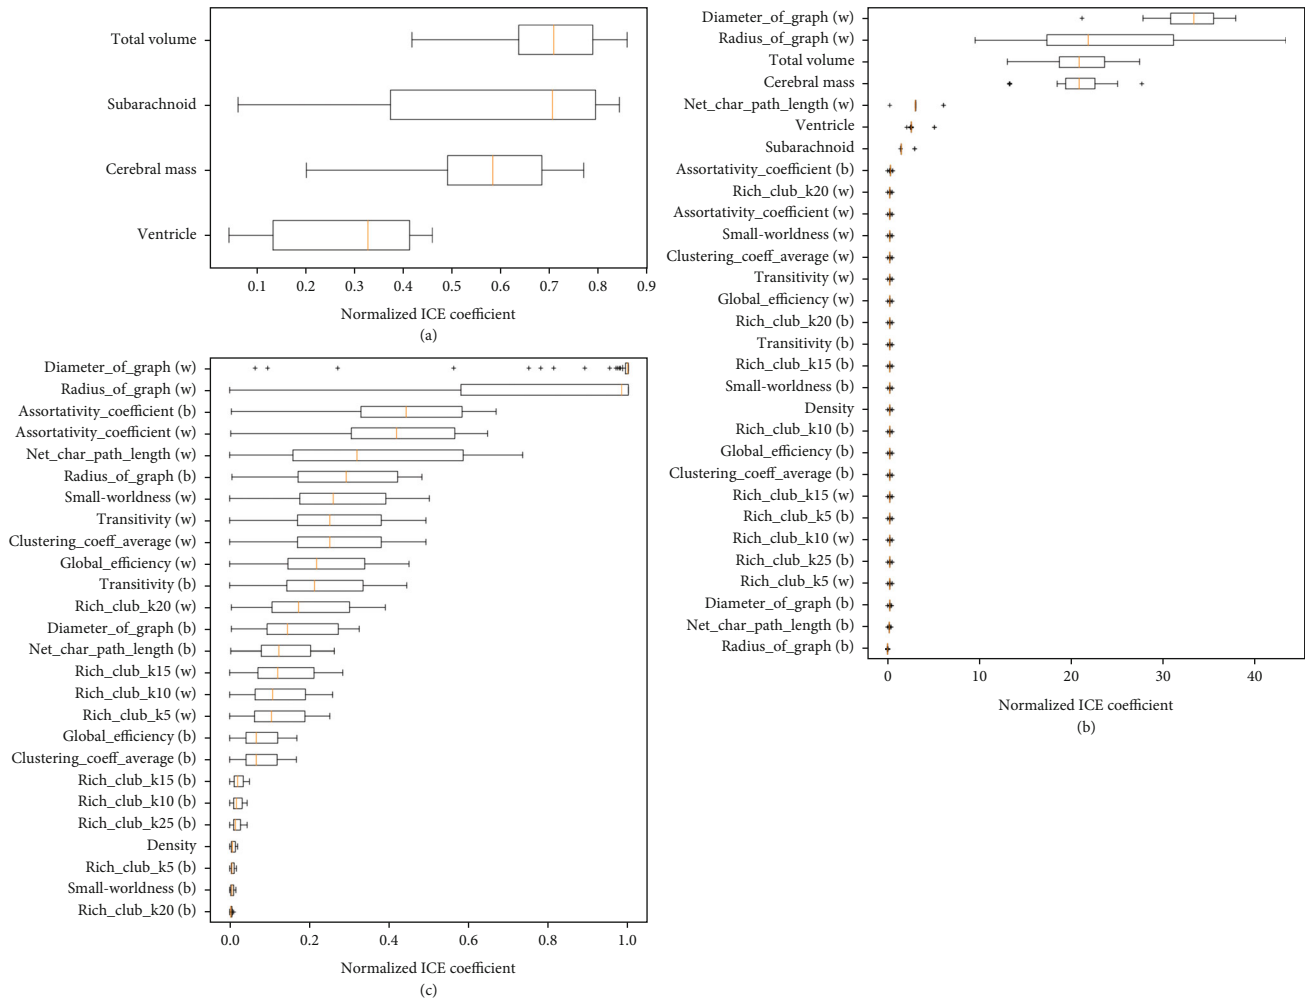 Total volume
Subarachnoid
Cerebral mass
Ventricle
0.1 0.2 0.3 0.4 0.5 0.6 0.7 0.8 0.9
Normalized ICE coefficient
(a)
Diameter_of_graph (w)
Radius_of_graph (w)
Total volume
Cerebral mass
Net_char_path_length (w)
Ventricle
Subarachnoid
Assortativity_coefficient (b)
Rich_club_k20 (w)
Assortativity_coefficient (w)
Small-worldness (w)
Clustering_coeff_average (w)
Transitivity (w)
Global_efficiency (w)
Rich_club_k20 (b)
Transitivity (b)
Rich_club_k15 (b)
Small-worldness (b)
Density
Rich_club_k10 (b)
Global_efficiency (b)
Clustering_coeff_average (b)
Rich_club_k15 (w)
Rich_club_k5 (b)
Rich_club_k10 (w)
Rich_club_k25 (b)
Rich_club_k5 (w)
Diameter_of_graph (b)
Net_char_path_length (b)
Radius_of_graph (b)
0 10 20 30 40
Normalized ICE coefficient
(b)
Diameter_of_graph (w)
Radius_of_graph (w)
Assortativity_coefficient (b)
Assortativity_coefficient (w)
Net_char_path_length (w)
Radius_of_graph (b)
Small-worldness (w)
Transitivity (w)
Clustering_coeff_average (w)
Global_efficiency (w)
Transitivity (b)
Rich_club_k20 (w)
Diameter_of_graph (b)
Net_char_path_length (b)
Rich_club_k15 (w)
Rich_club_k10 (w)
Rich_club_k5 (w)
Global_efficiency (b)
Clustering_coeff_average (b)
Rich_club_k15 (b)
Rich_club_k10 (b)
Rich_club_k25 (b)
Density
Rich_club_k5 (b)
Small-worldness (b)
Rich_club_k20 (b)
0.0 0.2 0.4 0.6 0.8 1.0
Normalized ICE coefficient
(c)